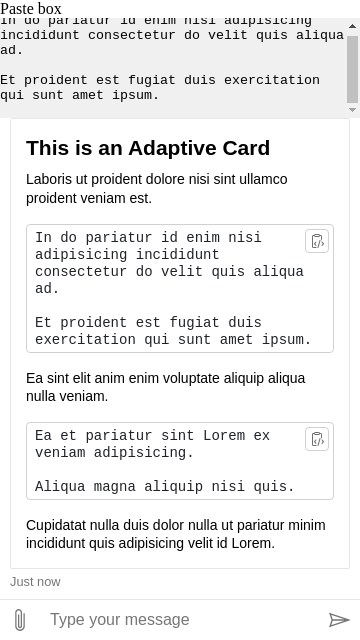 Paste box
In do pariatur id enim nisi adipisicing
incididunt consectetur do velit quis aliqua
ad.
Et proident est fugiat duis exercitation
qui sunt amet ipsum.
This is an Adaptive Card
Laboris ut proident dolore nisi sint ullamco
proident veniam est.
In do pariatur id enim nisi
adipisicing incididunt
consectetur do velit quis aliqua
ad.
Et proident est fugiat duis
exercitation qui sunt amet ipsum.
Ea sint elit anim enim voluptate aliquip aliqua
nulla veniam.
Ea et pariatur sint Lorem ex
veniam adipisicing.
Aliqua magna aliquip nisi quis.
Cupidatat nulla duis dolor nulla ut pariatur minim
incididunt quis adipisicing velit id Lorem.
Just now
Type your message